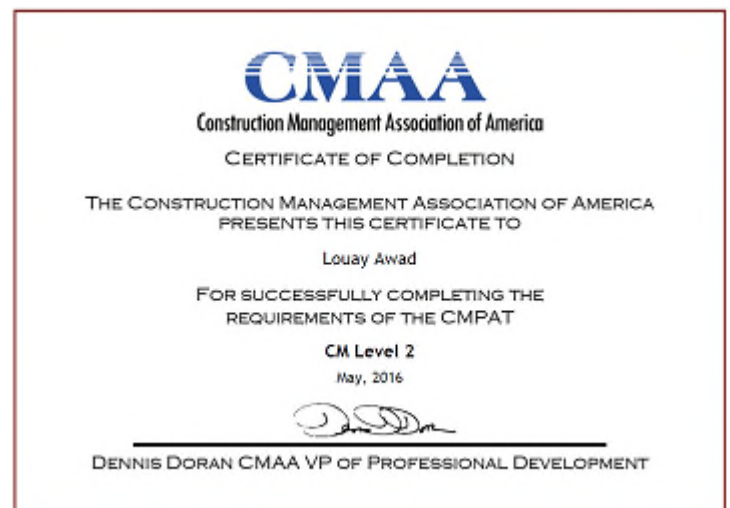 CMAA
Construction Management Association of America
CERTIFICATE OF COMPLETION
THE CONSTRUCTION MANAGEMENT ASSOCIATION OF AMERICA
PRESENTS THIS CERTIFICATE TO
Louay Awad
FOR SUCCESSFULLY COMPLETING THE
REQUIREMENTS OF THE CMPAT
CM Level 2
May, 2016
DENNIS DORAN CMAA VP OF PROFESSIONAL DEVELOPMENT